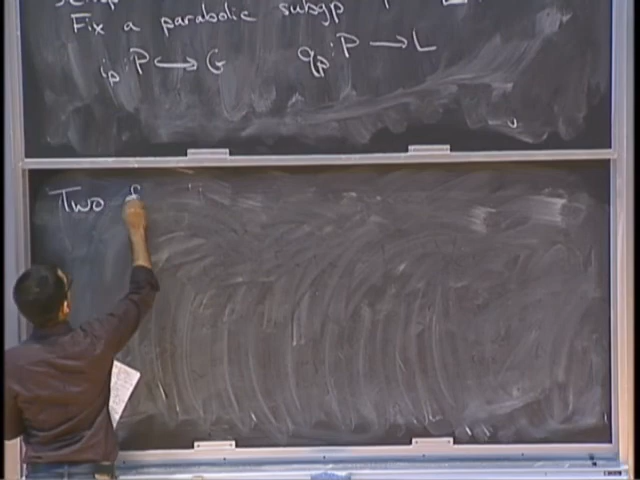 Fix a parabolic subgp
i_P: P ↪ G q_P: P → L
Two